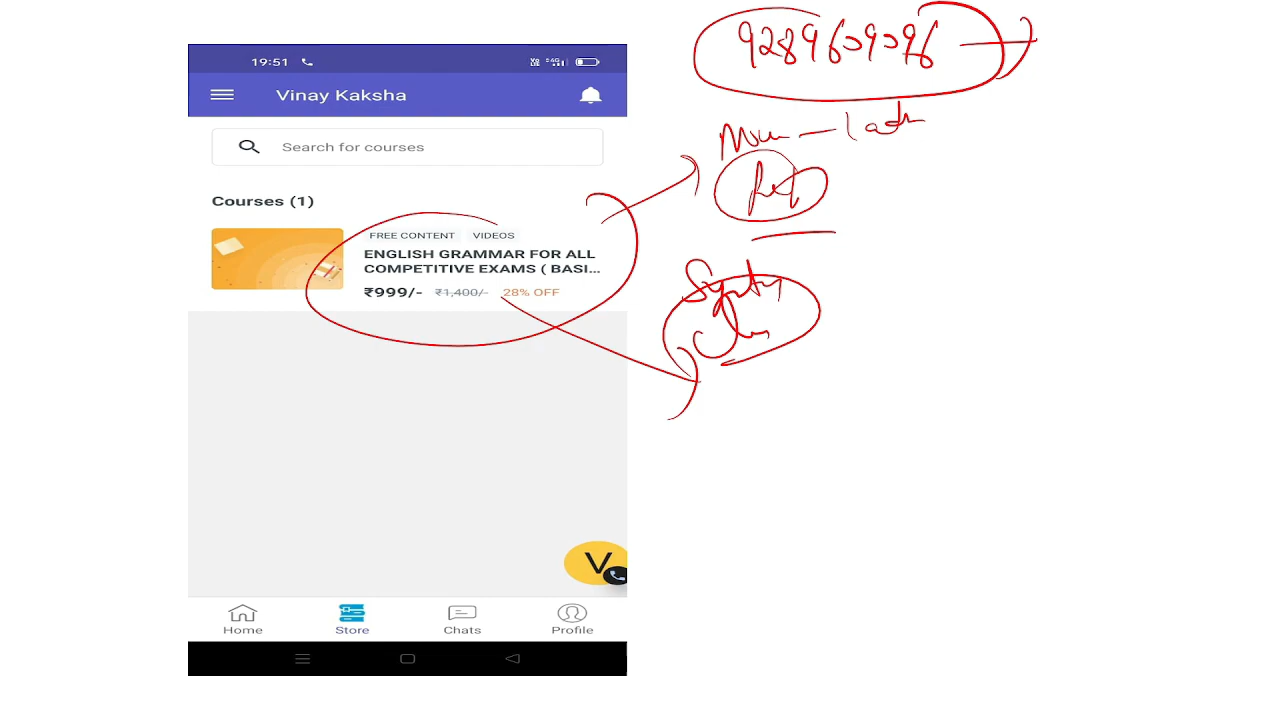 9289609096
19:51
Vinay Kaksha
Search for courses
Courses (1)
FREE CONTENT VIDEOS
ENGLISH GRAMMAR FOR ALL
COMPETITIVE EXAMS ( BASI...
₹999/- ₹1,400/- 28% OFF
V
Home Store Chats Profile